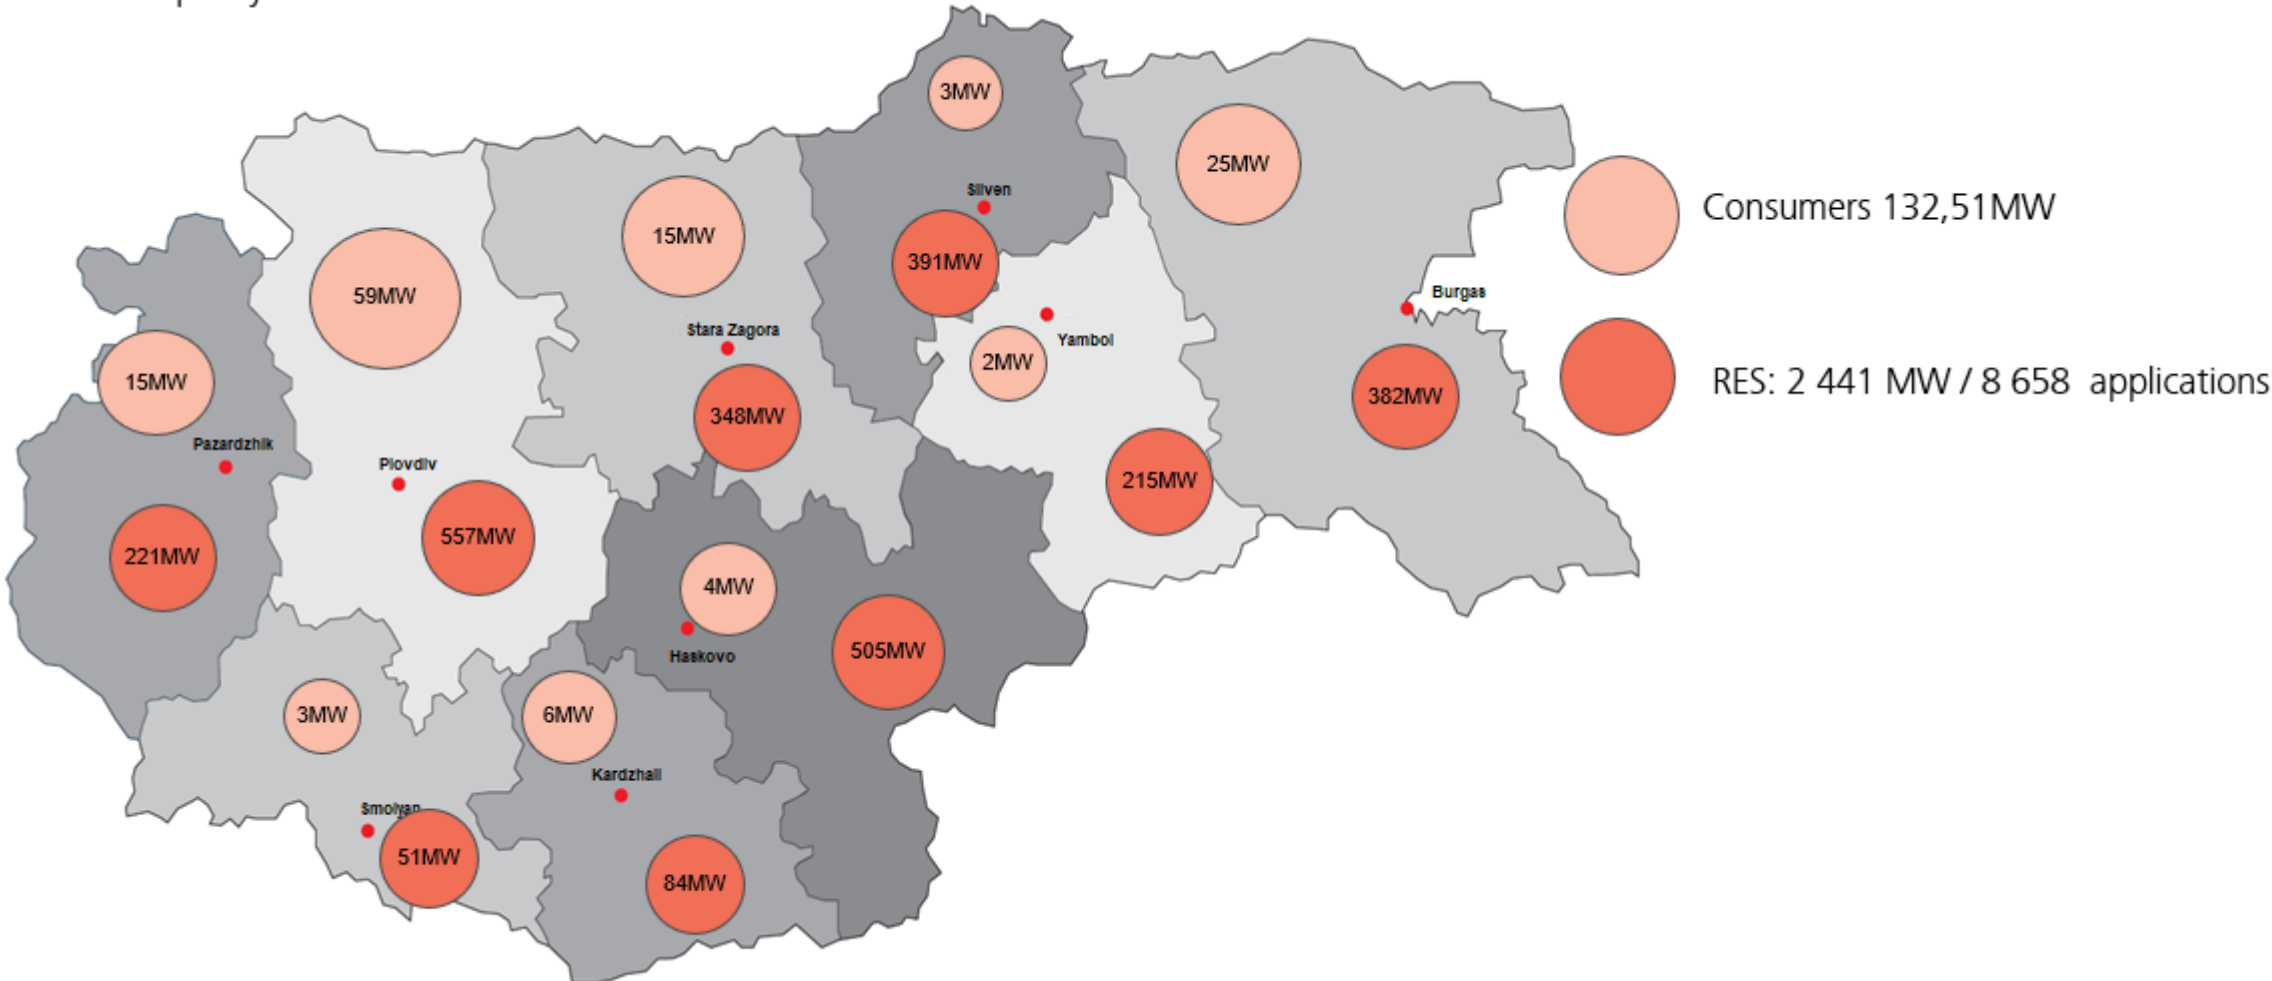 3MW
25MW
Sliven
Consumers 132,51MW
15MW
391MW
59MW
Burgas
Stara Zagora
Yambol
2MW
15MW
RES: 2 441 MW / 8 658 applications
348MW
382MW
Pazardzhik
Plovdiv
215MW
221MW
557MW
4MW
Haskovo
505MW
3MW
6MW
Kardzhali
Smolyan
51MW
84MW